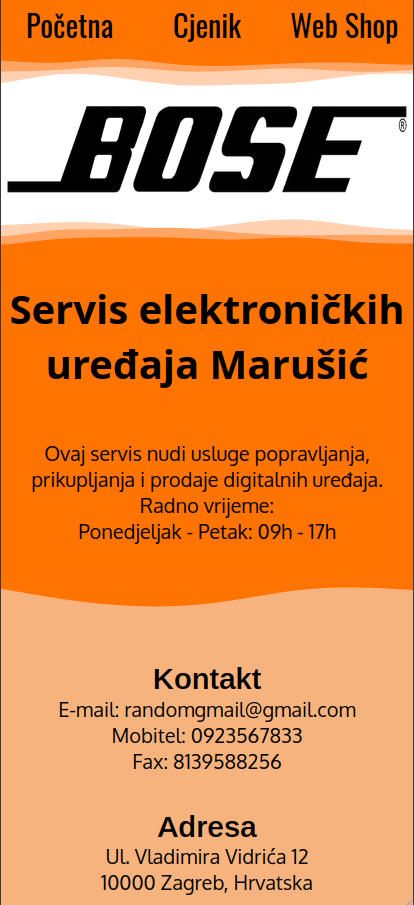 Početna Cjenik Web Shop
BOSE®
Servis elektroničkih
uređaja Marušić
Ovaj servis nudi usluge popravljanja,
prikupljanja i prodaje digitalnih uređaja.
Radno vrijeme:
Ponedjeljak - Petak: 09h - 17h
Kontakt
E-mail: randomgmail@gmail.com
Mobitel: 0923567833
Fax: 8139588256
Adresa
Ul. Vladimira Vidrića 12
10000 Zagreb, Hrvatska